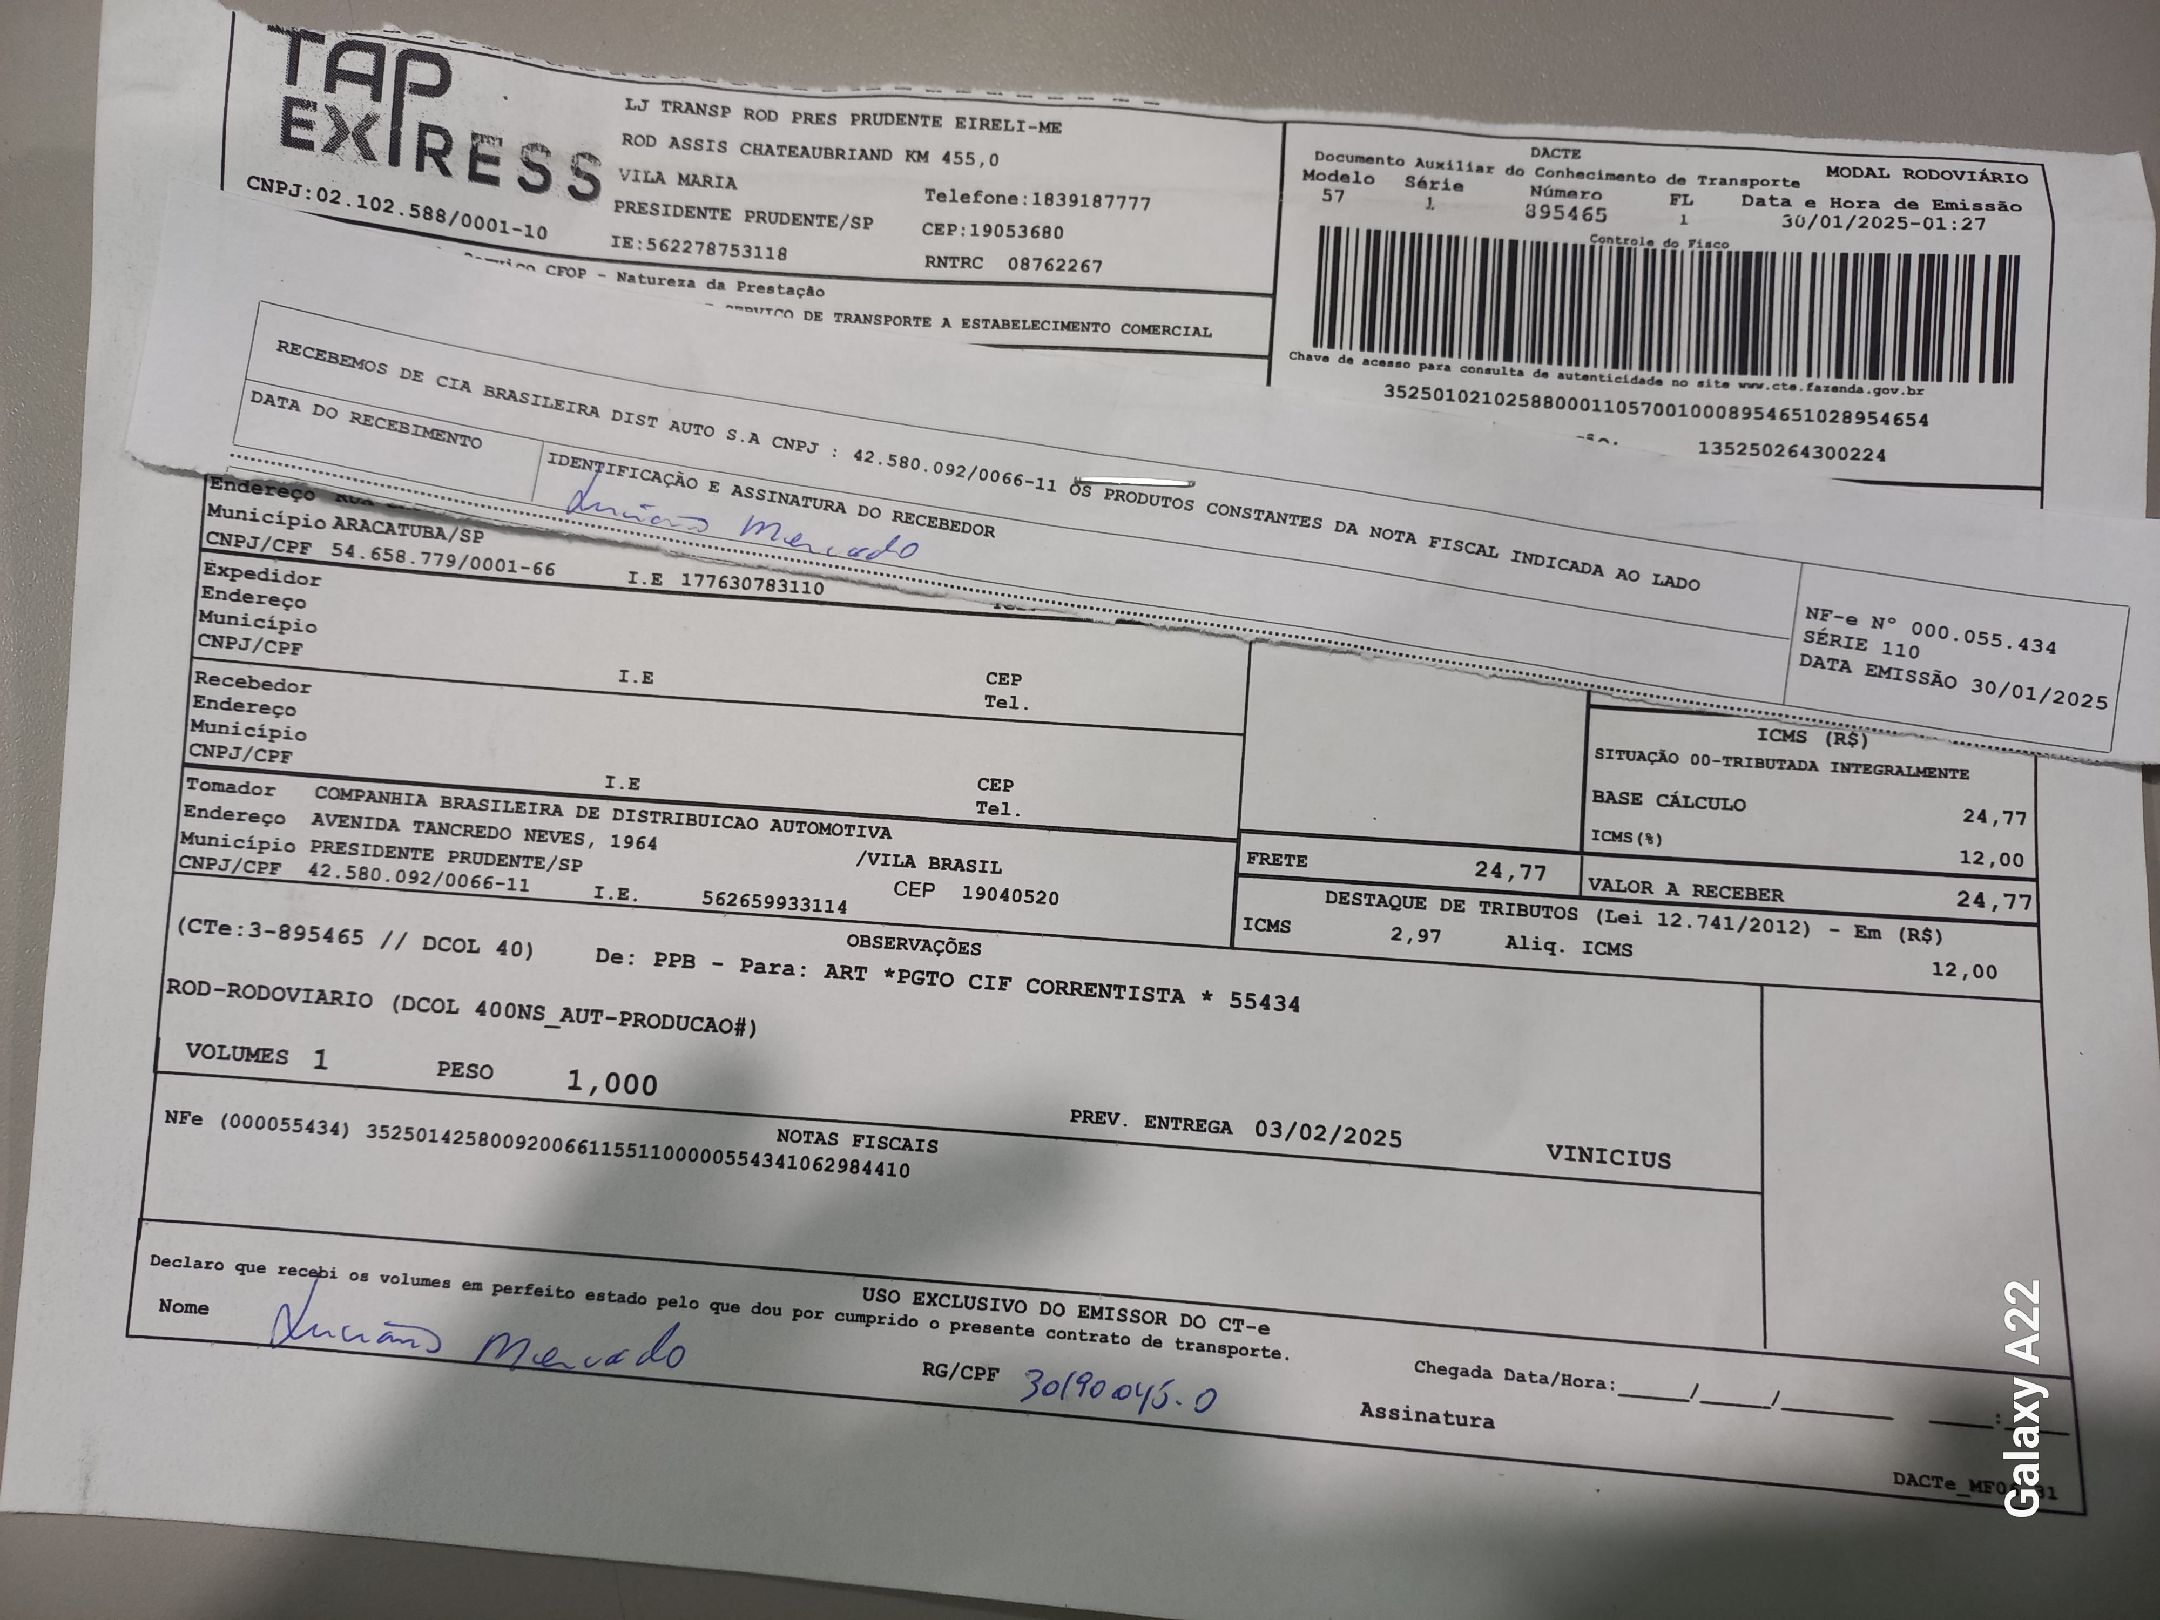 TAP
EXPRESS
CNPJ:02.102.588/0001-10
LJ TRANSP ROD PRES PRUDENTE EIRELI-ME
ROD ASSIS CHATEAUBRIAND KM 455,0
VILA MARIA
Telefone:1839187777
PRESIDENTE PRUDENTE/SP
CEP:19053680
IE:562278753118
RNTRC 08762267
DACTE
MODAL RODOVIÁRIO
Documento Auxiliar do Conhecimento de Transporte
Modelo Série Número FL Data e Hora de Emissão
57 1 895465 1 30/01/2025-01:27
Controle do Fisco
Chave de acesso para consulta de autenticidade no site www.cte.fazenda.gov.br
35250102102588000110570010008954651028954654
135250264300224
CFOP - Natureza da Prestação
DE TRANSPORTE A ESTABELECIMENTO COMERCIAL
RECEBEMOS DE CIA BRASILEIRA DIST AUTO S.A CNPJ : 42.580.092/0066-11 OS PRODUTOS CONSTANTES DA NOTA FISCAL INDICADA AO LADO
DATA DO RECEBIMENTO
IDENTIFICAÇÃO E ASSINATURA DO RECEBEDOR
Luciano Mercado
NF-e Nº 000.055.434
SÉRIE 110
DATA EMISSÃO 30/01/2025
Endereço
Município ARACATUBA/SP
CNPJ/CPF 54.658.779/0001-66 I.E 177630783110
Expedidor
Endereço
Município
CNPJ/CPF I.E CEP
Tel.
Recebedor
Endereço
Município
CNPJ/CPF I.E CEP
Tel.
Tomador COMPANHIA BRASILEIRA DE DISTRIBUICAO AUTOMOTIVA
Endereço AVENIDA TANCREDO NEVES, 1964 /VILA BRASIL
Município PRESIDENTE PRUDENTE/SP CEP 19040520
CNPJ/CPF 42.580.092/0066-11 I.E. 562659933114
ICMS (R$)
SITUAÇÃO 00-TRIBUTADA INTEGRALMENTE
BASE CÁLCULO 24,77
ICMS(%) 12,00
FRETE 24,77 VALOR A RECEBER 24,77
DESTAQUE DE TRIBUTOS (Lei 12.741/2012) - Em (R$)
ICMS 2,97 Aliq. ICMS 12,00
OBSERVAÇÕES
(CTe:3-895465 // DCOL 40) De: PPB - Para: ART *PGTO CIF CORRENTISTA * 55434
ROD-RODOVIARIO (DCOL 400NS_AUT-PRODUCAO#)
VOLUMES 1 PESO 1,000 PREV. ENTREGA 03/02/2025 VINICIUS
NOTAS FISCAIS
NFe (000055434) 35250142580092006611551100000554341062984410
USO EXCLUSIVO DO EMISSOR DO CT-e
Declaro que recebi os volumes em perfeito estado pelo que dou por cumprido o presente contrato de transporte.
Nome Luciano Mercado RG/CPF 30190045.0
Chegada Data/Hora:_____/_____/_______ ____:____
Assinatura
Galaxy A22